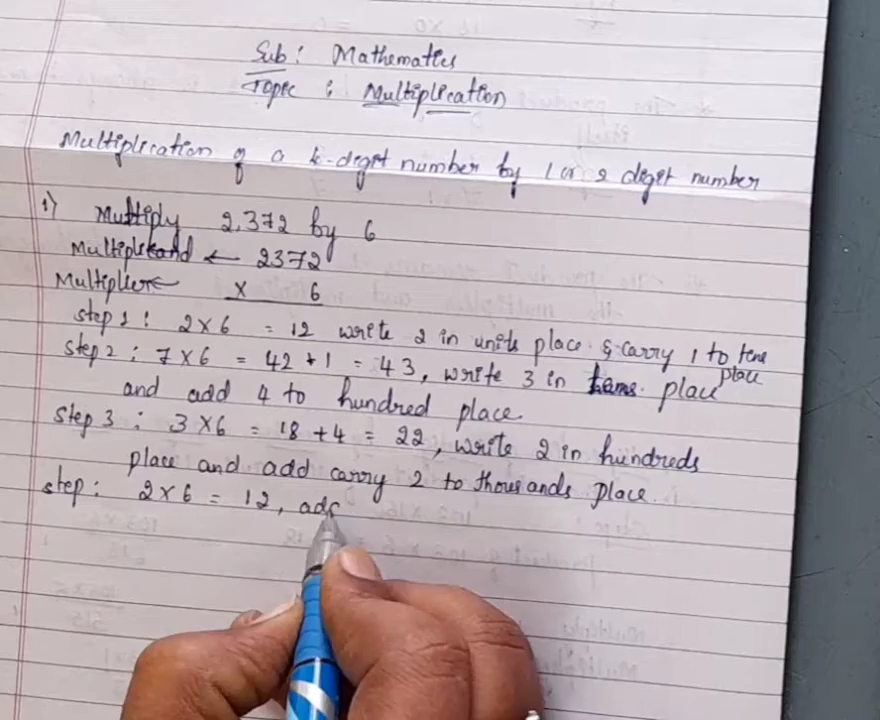 Sub : Mathematics
Topic : Multiplication
Multiplication of a 4-digit number by 1 or 2 digit number
1) Multiply 2,372 by 6
Multiplicand ← 2372
Multiplier ← x 6
step 1 : 2 x 6 = 12 write 2 in units place & carry 1 to tens place
step 2 : 7 x 6 = 42 + 1 = 43, write 3 in tens place
and add 4 to hundred place.
step 3 : 3 x 6 = 18 + 4 = 22, write 2 in hundreds
place and add carry 2 to thousands place.
step : 2 x 6 = 12, add